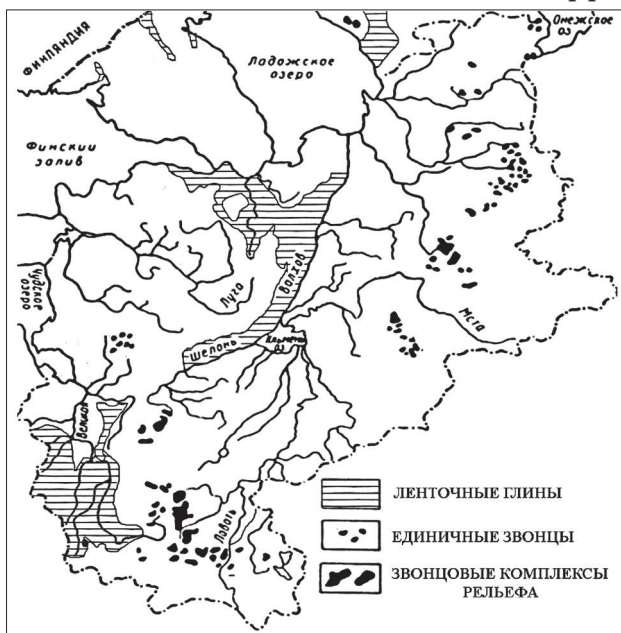 ФИНЛЯНДИЯ
Ладожское
озеро
Онежское
оз
Финский
залив
Чудское
озеро
Луга
Волхов
Мста
Шелонь
Ильмень
оз
Ловать
ЛЕНТОЧНЫЕ ГЛИНЫ
ЕДИНИЧНЫЕ ЗВОНЦЫ
ЗВОНЦОВЫЕ КОМПЛЕКСЫ
РЕЛЬЕФА